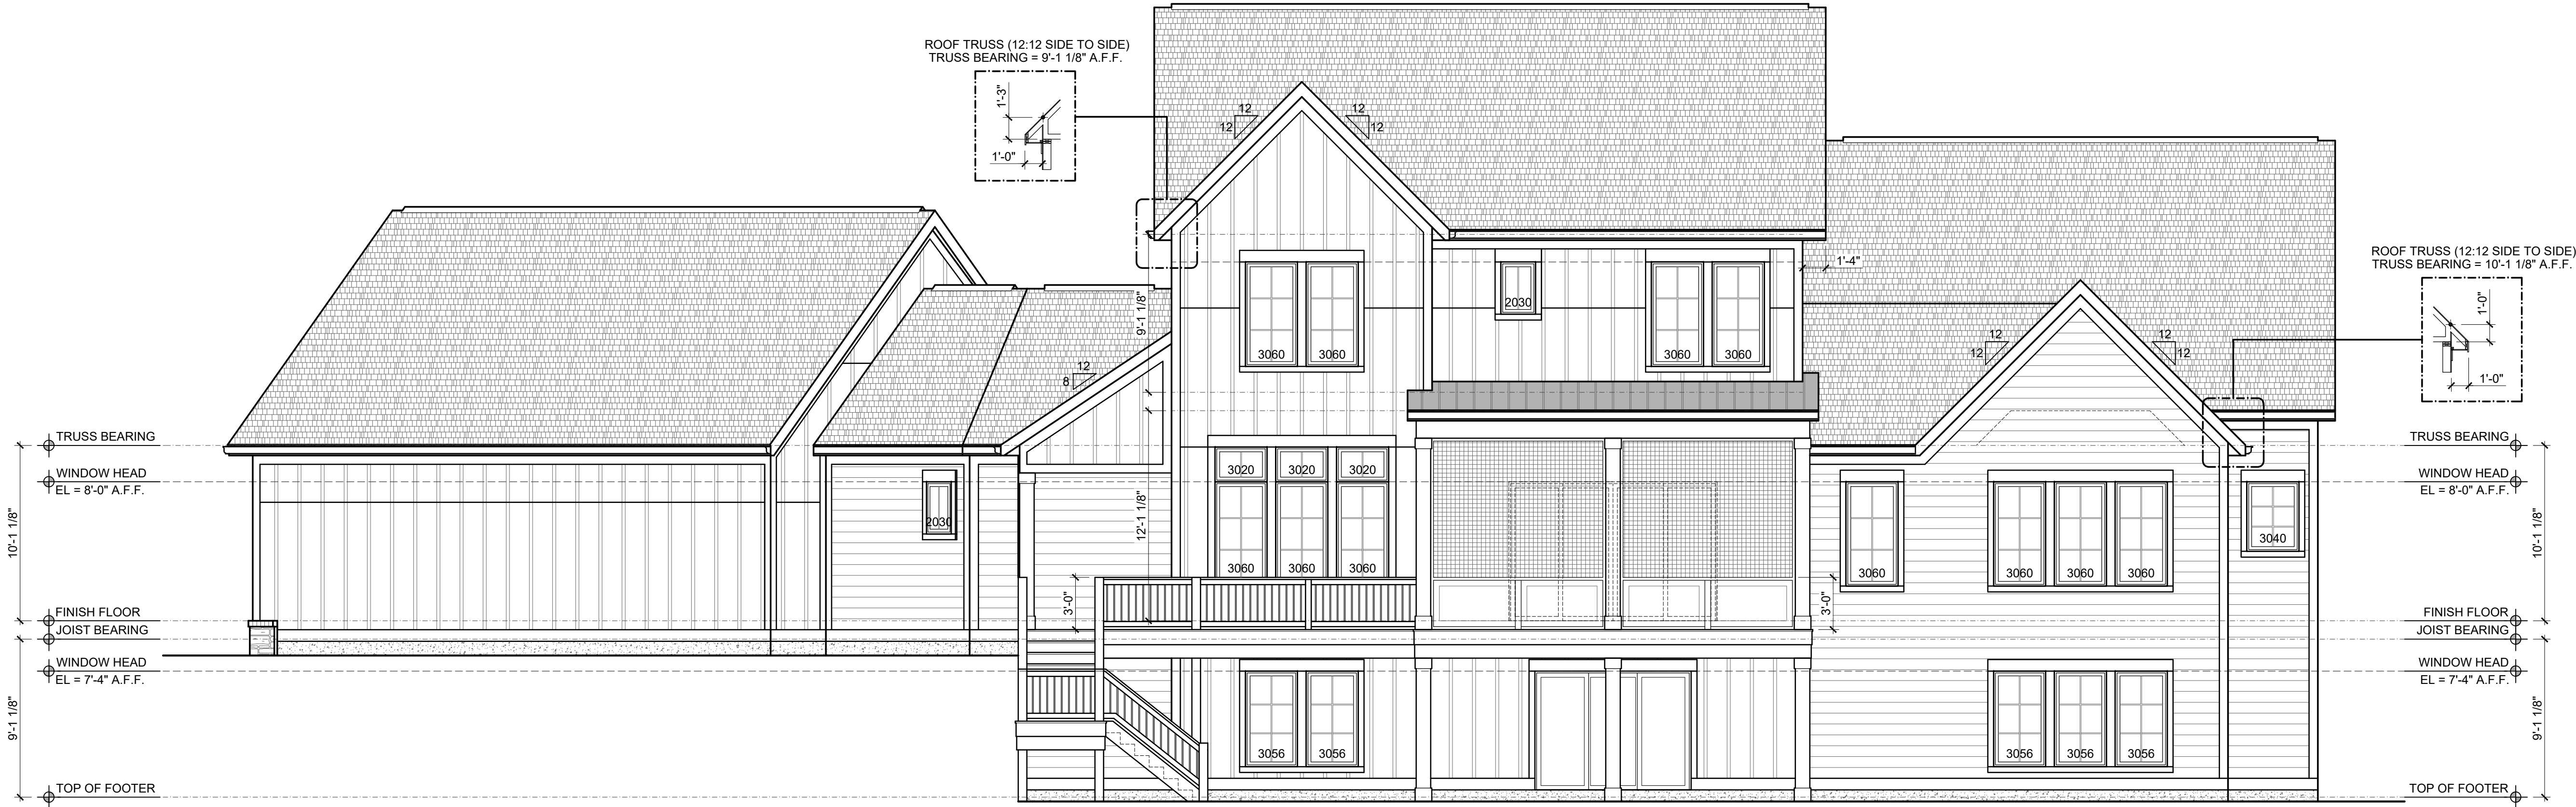 ROOF TRUSS (12:12 SIDE TO SIDE)
TRUSS BEARING = 9'-1 1/8" A.F.F.
1'-3"
1'-0"
12
12
12
12
ROOF TRUSS (12:12 SIDE TO SIDE)
TRUSS BEARING = 10'-1 1/8" A.F.F.
1'-0"
1'-0"
1'-4"
9'-1 1/8"
2030
3060
3060
3060
3060
12
8
12
12
12
12
TRUSS BEARING
WINDOW HEAD
EL = 8'-0" A.F.F.
10'-1 1/8"
FINISH FLOOR
JOIST BEARING
WINDOW HEAD
EL = 7'-4" A.F.F.
9'-1 1/8"
TOP OF FOOTER
2030
12'-1 1/8"
3020
3020
3020
3060
3060
3060
3'-0"
3'-0"
3060
3060
3060
3060
3040
3056
3056
3056
3056
3056
TRUSS BEARING
WINDOW HEAD
EL = 8'-0" A.F.F.
10'-1 1/8"
FINISH FLOOR
JOIST BEARING
WINDOW HEAD
EL = 7'-4" A.F.F.
9'-1 1/8"
TOP OF FOOTER